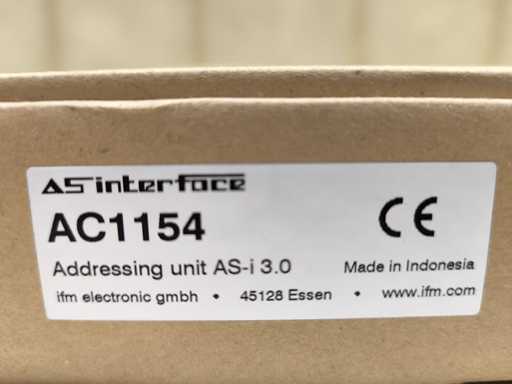 AS interface
AC1154
CE
Addressing unit AS-i 3.0
Made in Indonesia
ifm electronic gmbh • 45128 Essen • www.ifm.com